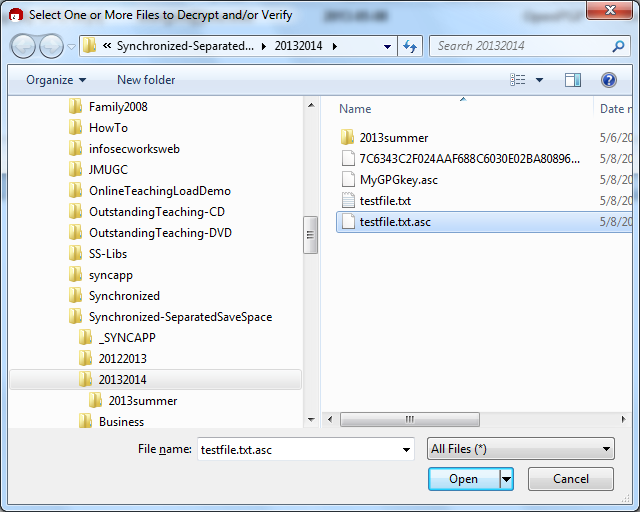 Select One or More Files to Decrypt and/or Verify
Synchronized-Separated... 20132014
Search 20132014
Organize New folder
Family2008
HowTo
infosecworksweb
JMUGC
OnlineTeachingLoadDemo
OutstandingTeaching-CD
OutstandingTeaching-DVD
SS-Libs
syncapp
Synchronized
Synchronized-SeparatedSaveSpace
_SYNCAPP
20122013
20132014
2013summer
Business
Name Date n
2013summer 5/6/20
7C6343C2F024AAF688C6030E02BA80896... 5/8/20
MyGPGkey.asc 5/8/20
testfile.txt 5/8/20
testfile.txt.asc 5/8/20
File name: testfile.txt.asc
All Files (*)
Open Cancel